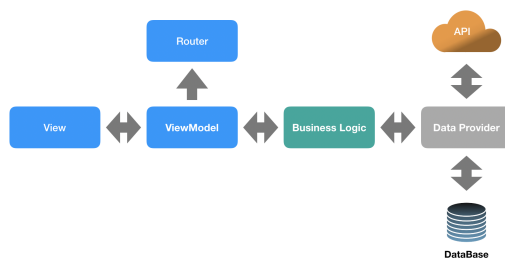 API
Router
View
ViewModel
Business Logic
Data Provider
DataBase